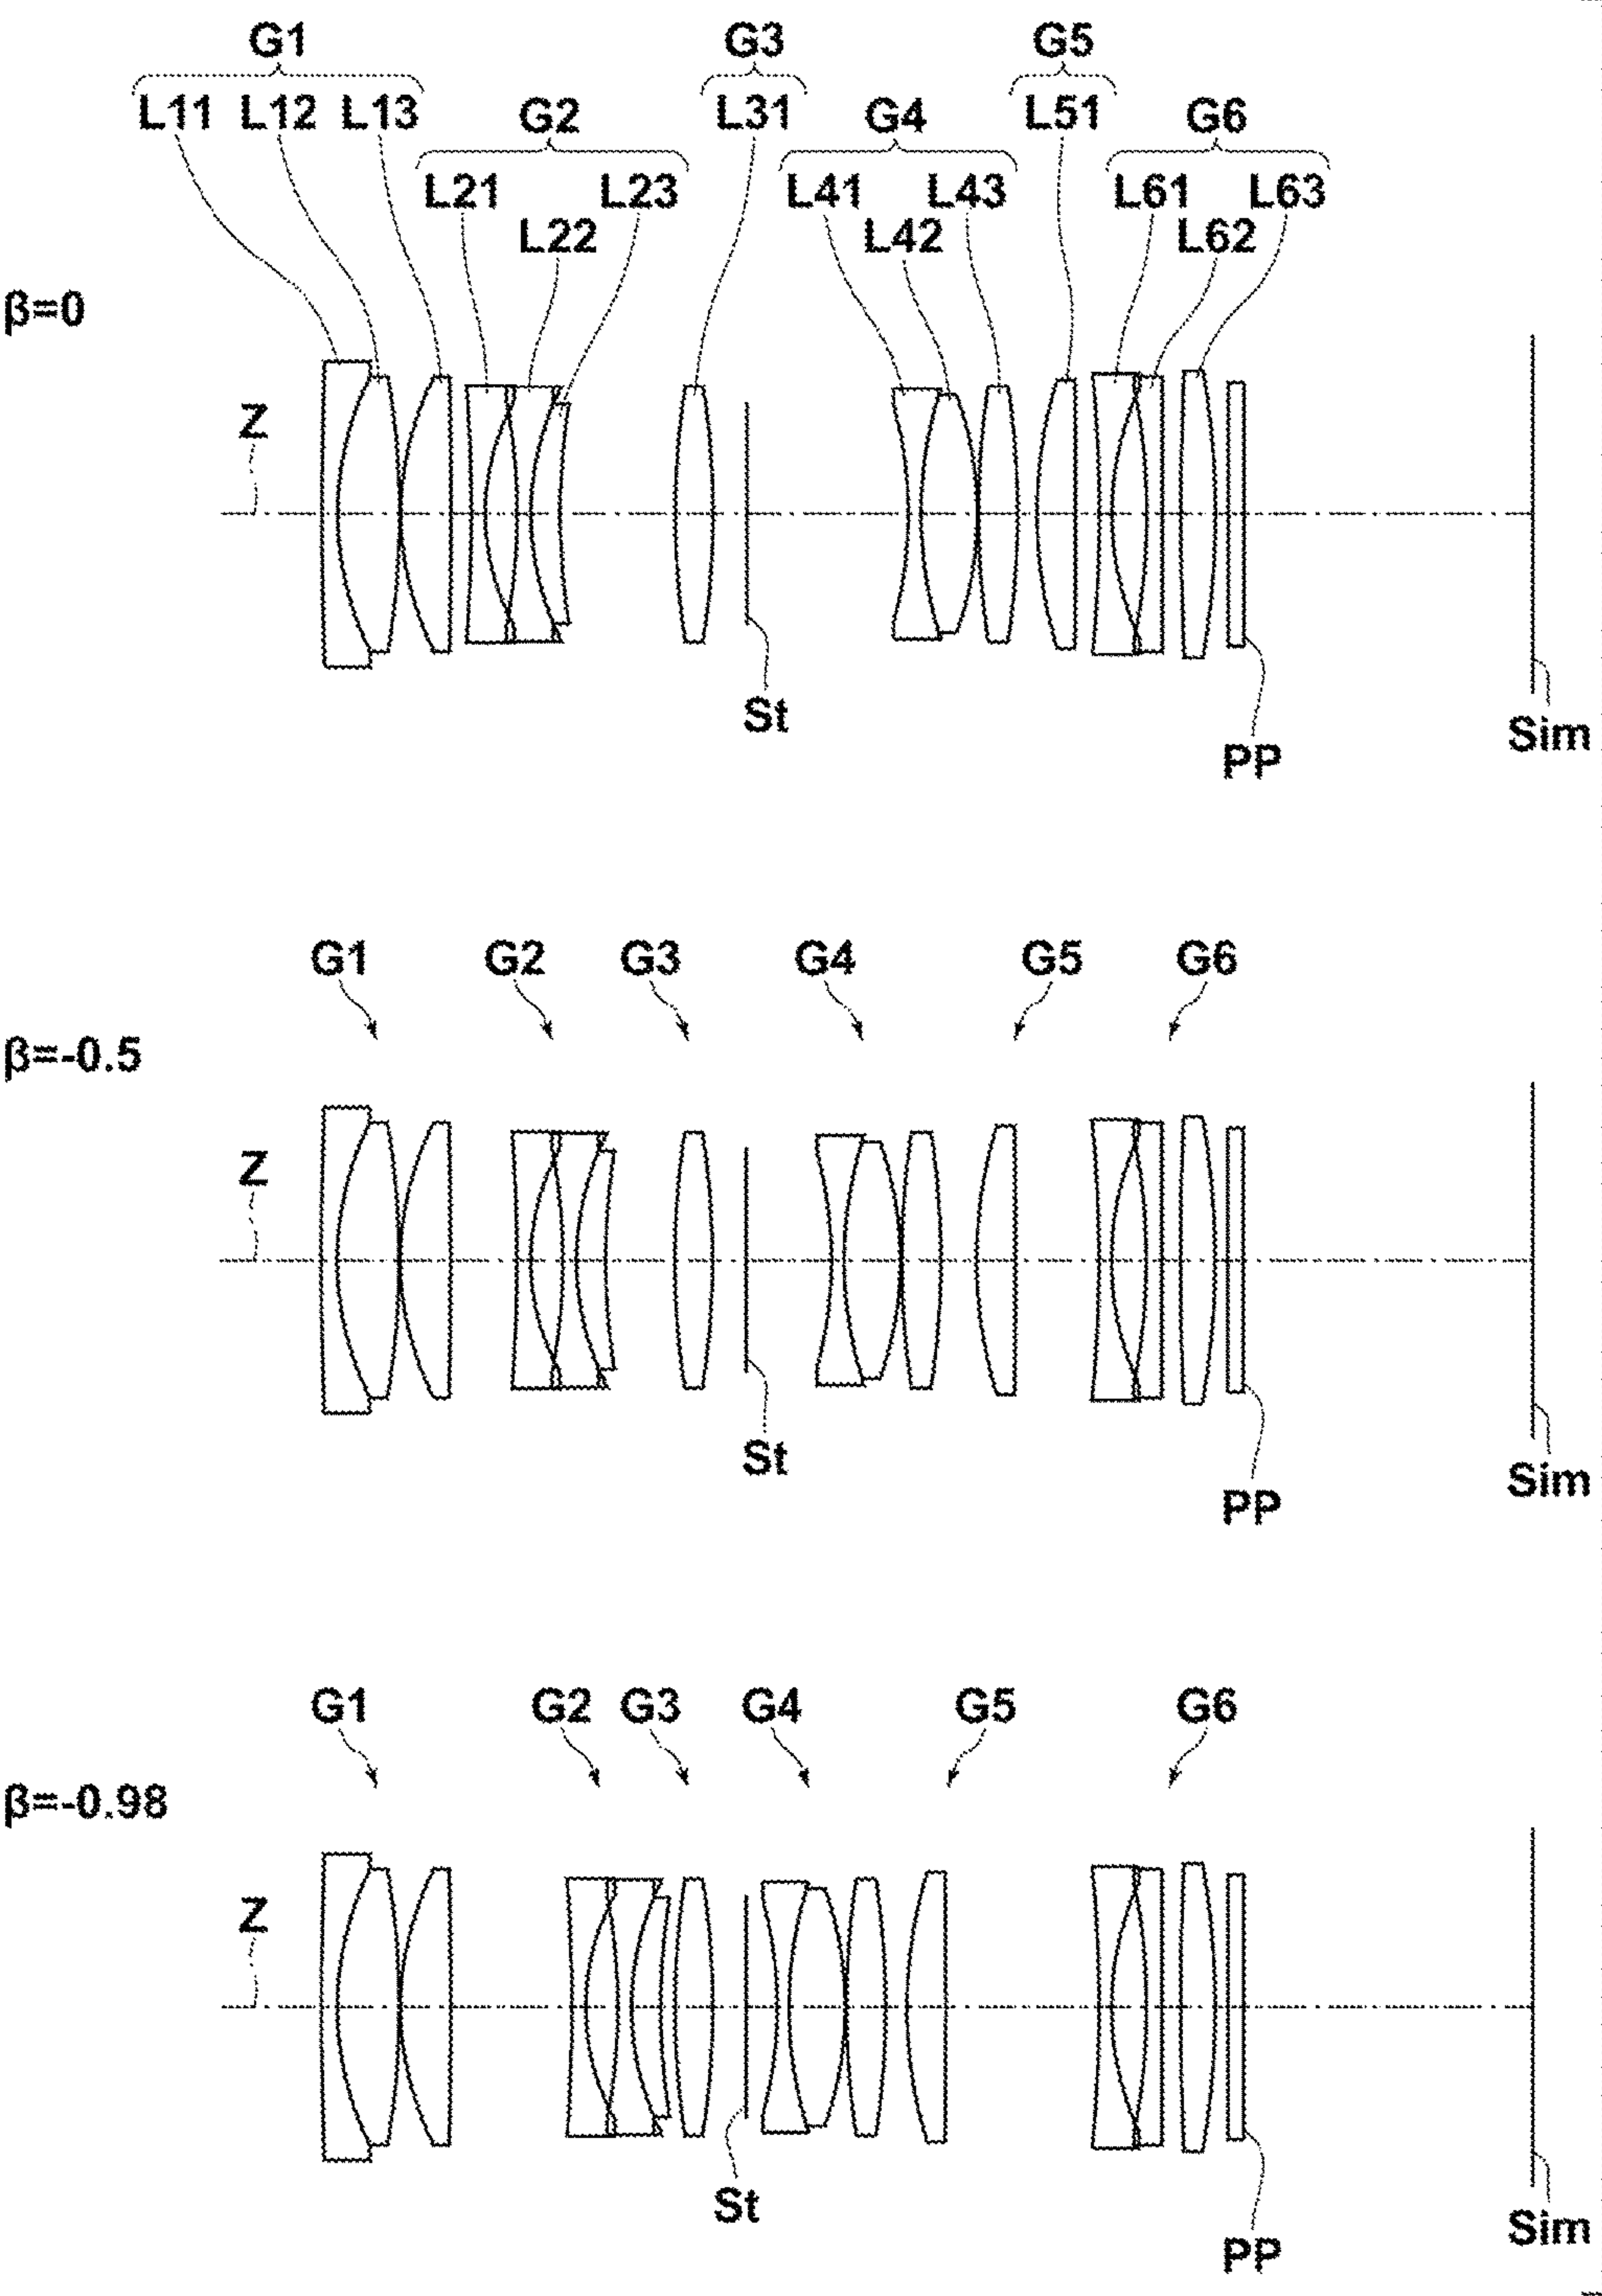 G1 G3 G5
L11 L12 L13 G2 L31 G4 L51 G6
L21 L23 L41 L43 L61 L63
L22 L42 L62
β=0
Z
St
Sim
PP
G1 G2 G3 G4 G5 G6
β=-0.5
Z
St
Sim
PP
G1 G2 G3 G4 G5 G6
β=-0.98
Z
St
Sim
PP